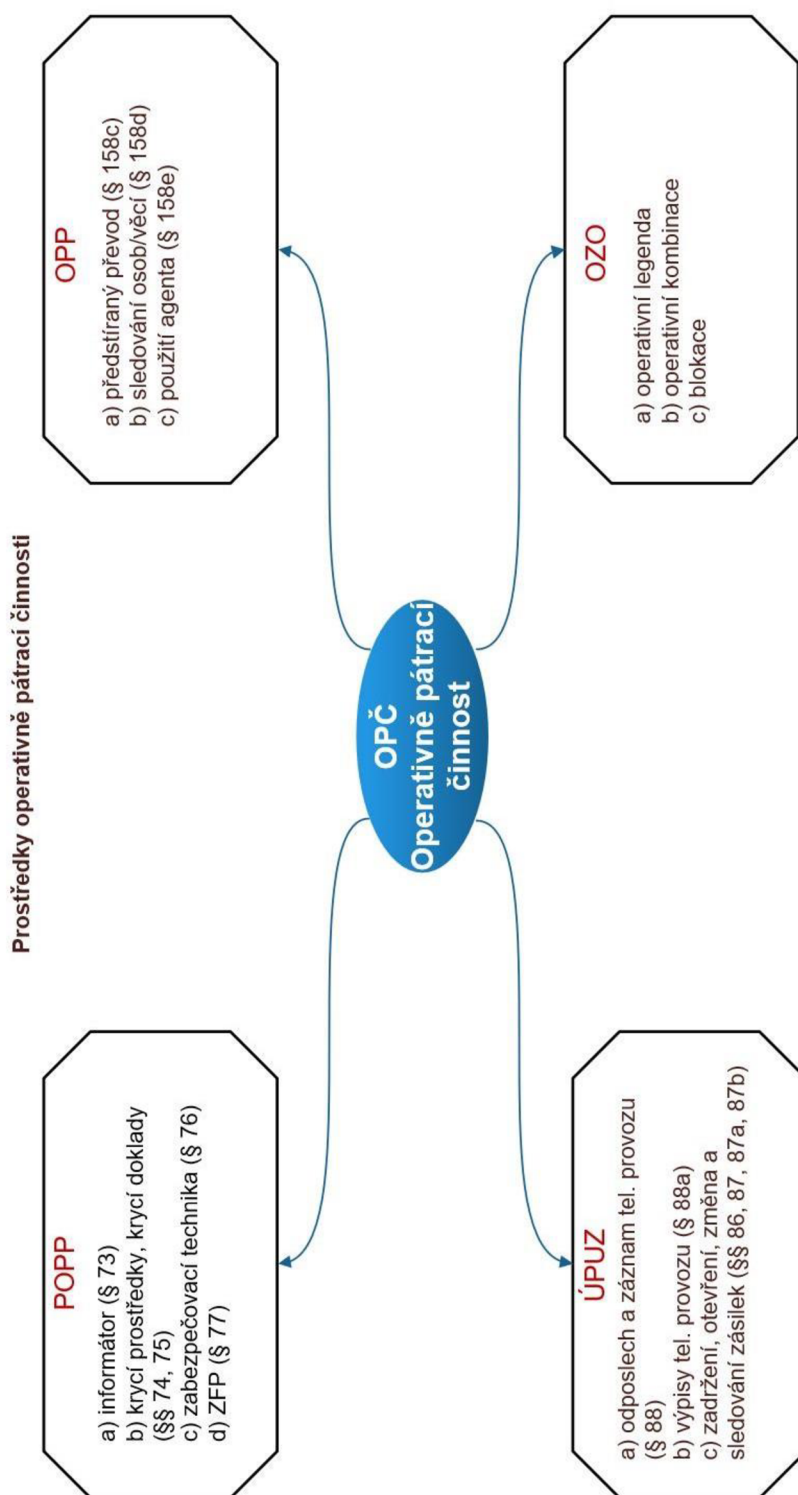 Prostředky operativně pátrací činnosti
POPP
a) informátor (§ 73)
b) krycí prostředky, krycí doklady
(§§ 74, 75)
c) zabezpečovací technika (§ 76)
d) ZFP (§ 77)
OPP
a) předstíraný převod (§ 158c)
b) sledování osob/věcí (§ 158d)
c) použití agenta (§ 158e)
OPČ
Operativně pátrací
činnost
ÚPUZ
a) odposlech a záznam tel. provozu
(§ 88)
b) výpisy tel. provozu (§ 88a)
c) zadržení, otevření, změna a
sledování zásilek (§§ 86, 87, 87a, 87b)
OZO
a) operativní legenda
b) operativní kombinace
c) blokace